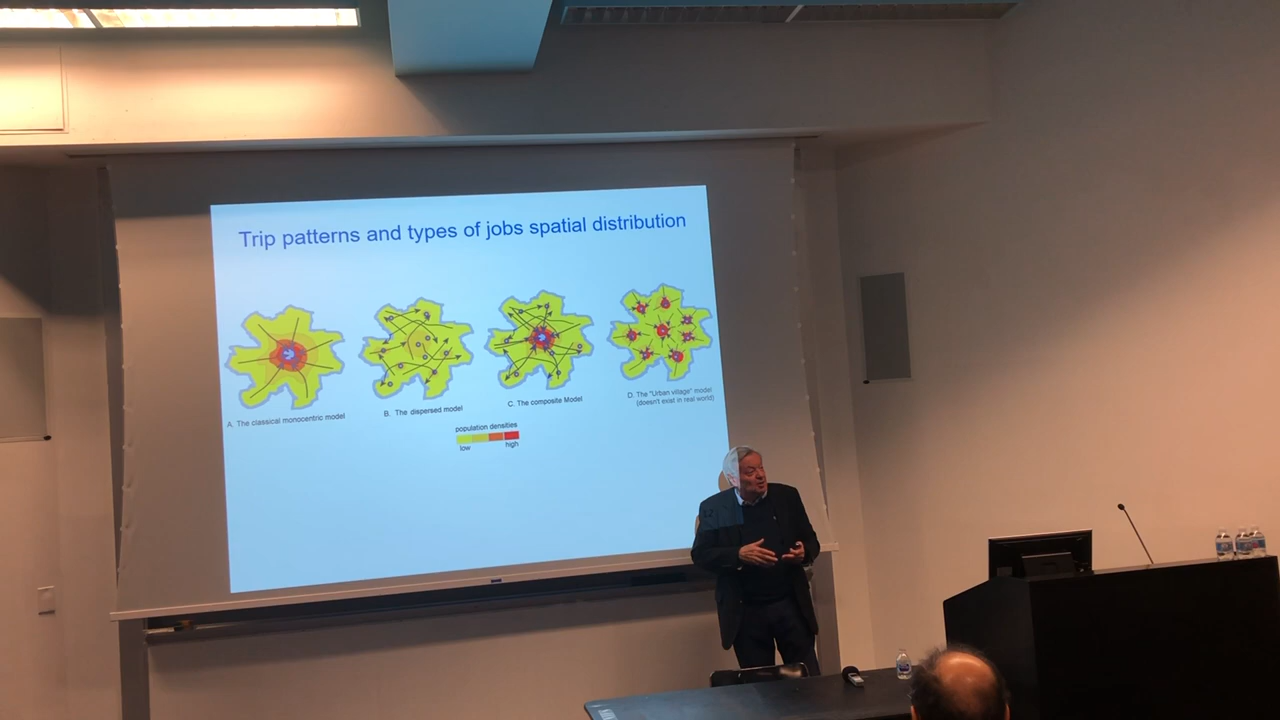 Trip patterns and types of jobs spatial distribution
A. The classical monocentric model
B. The dispersed model
C. The composite Model
D. The "Urban village" model
(doesn't exist in real world)
population densities
low high
12